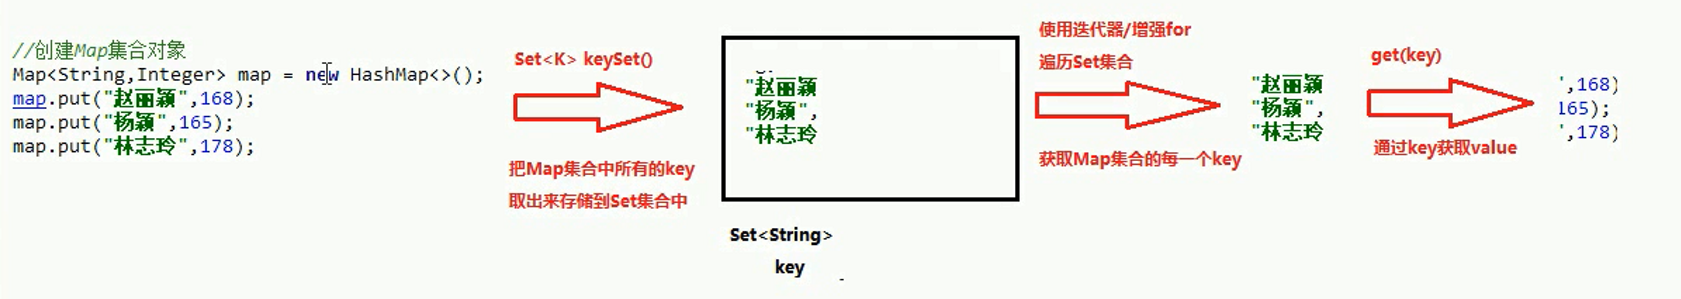 //创建Map集合对象
Map<String,Integer> map = new HashMap<>();
map.put("赵丽颖",168);
map.put("杨颖",165);
map.put("林志玲",178);
Set<K> keySet()
把Map集合中所有的key
取出来存储到Set集合中
"赵丽颖
"杨颖",
"林志玲
Set<String>
key
使用迭代器/增强for
遍历Set集合
获取Map集合的每一个key
"赵丽颖
"杨颖",
"林志玲
get(key)
通过key获取value
",168)
165);
",178)